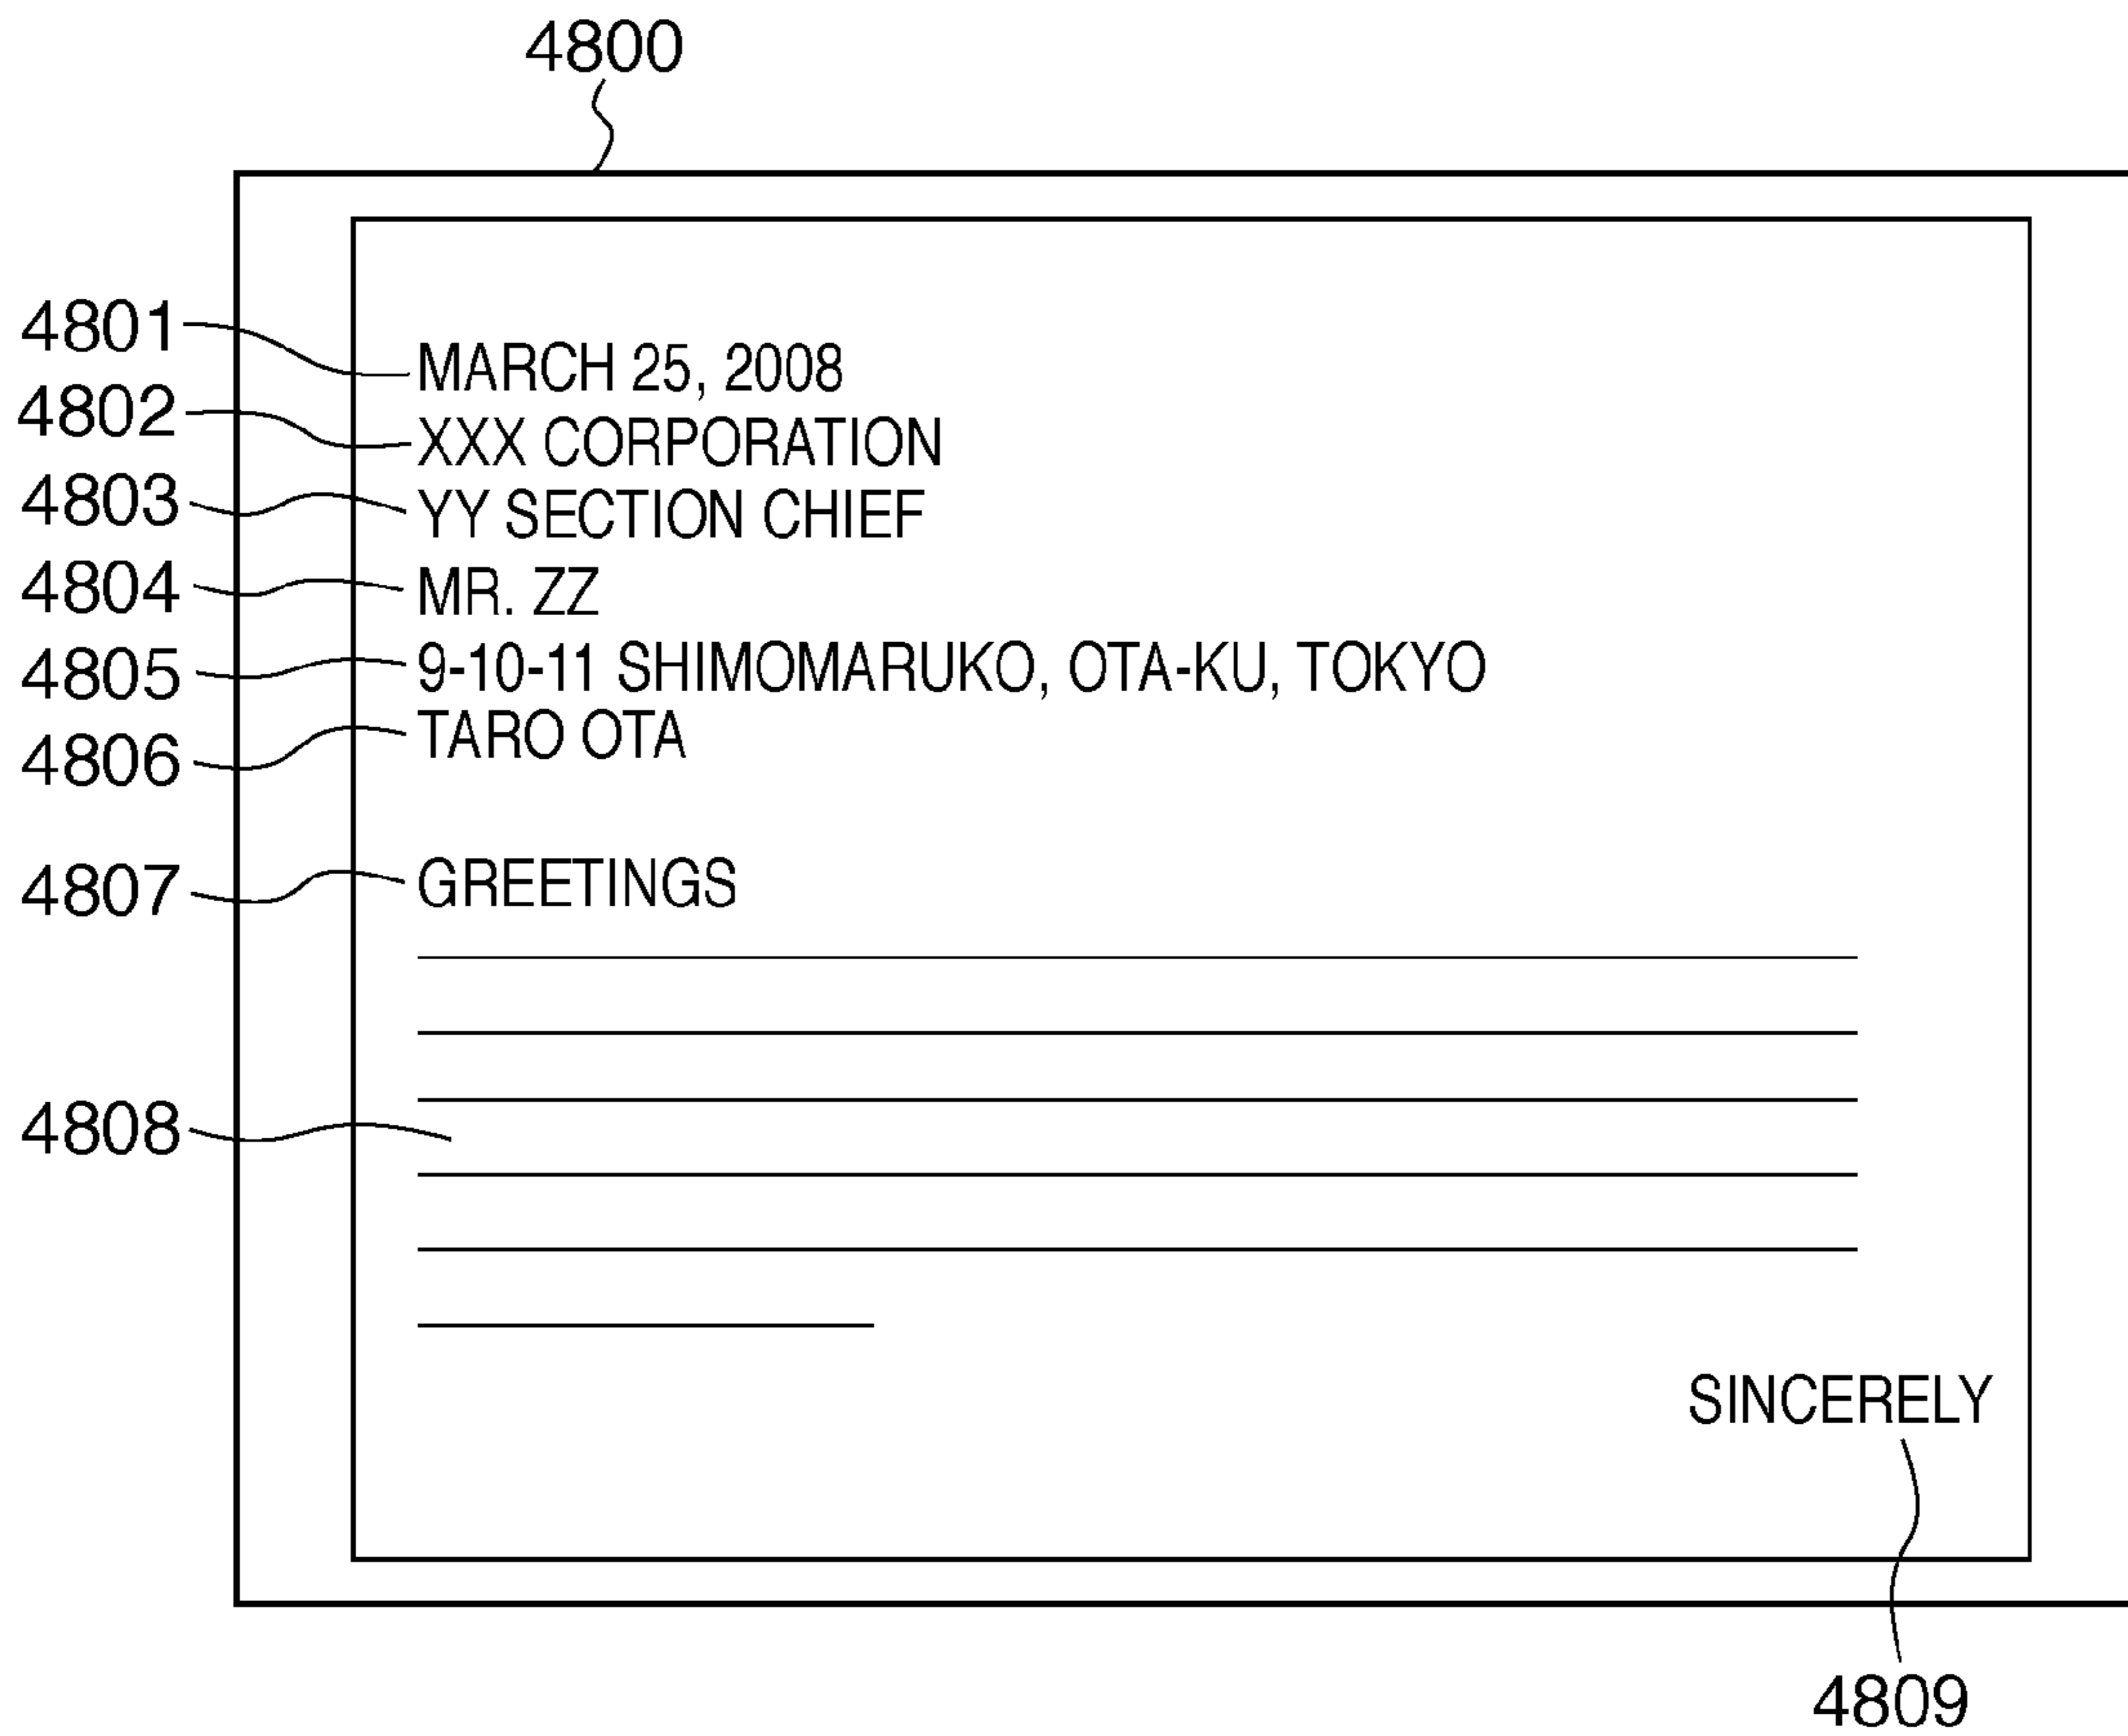 4800
4801 MARCH 25, 2008
4802 XXX CORPORATION
4803 YY SECTION CHIEF
4804 MR. ZZ
4805 9-10-11 SHIMOMARUKO, OTA-KU, TOKYO
4806 TARO OTA
4807 GREETINGS
4808
SINCERELY
4809